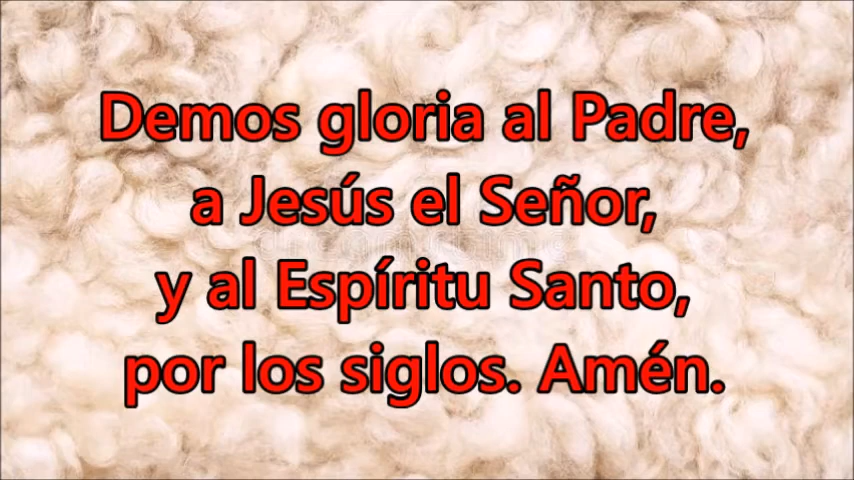 Demos gloria al Padre,
a Jesús el Señor,
y al Espíritu Santo,
por los siglos. Amén.